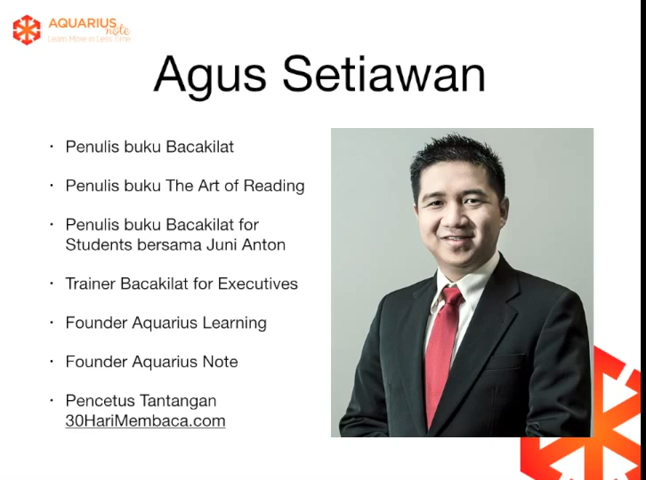 AQUARIUS
note
Learn More in Less Time
Agus Setiawan
· Penulis buku Bacakilat
· Penulis buku The Art of Reading
· Penulis buku Bacakilat for
Students bersama Juni Anton
· Trainer Bacakilat for Executives
· Founder Aquarius Learning
· Founder Aquarius Note
· Pencetus Tantangan
30HariMembaca.com